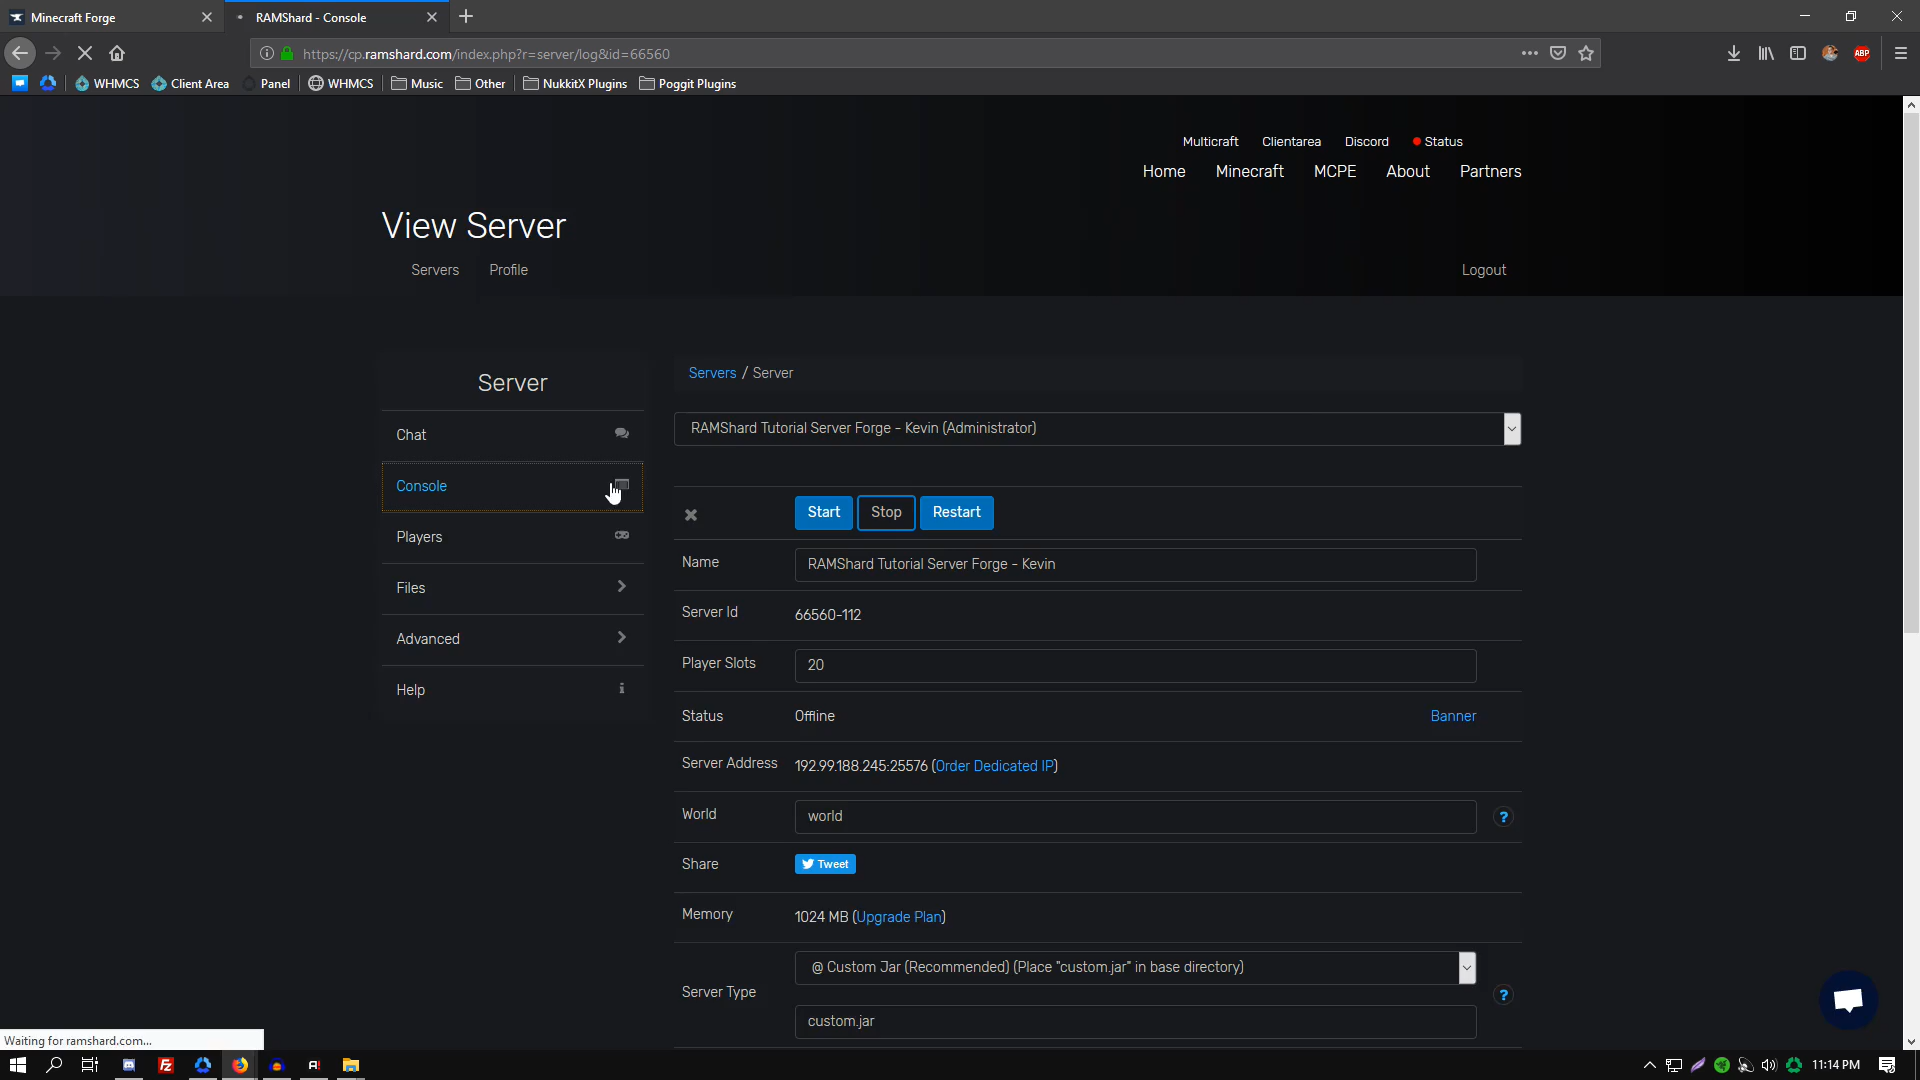 Minecraft Forge
RAMShard - Console
https://cp.ramshard.com/index.php?r=server/log&id=66560
ABP
WHMCS
Client Area
Panel
WHMCS
Music
Other
NukkitX Plugins
Poggit Plugins
Multicraft
Clientarea
Discord
Status
Home
Minecraft
MCPE
About
Partners
View Server
Servers
Profile
Logout
Server
Chat
Console
Players
Files
Advanced
Help
Servers / Server
RAMShard Tutorial Server Forge - Kevin (Administrator)
Start
Stop
Restart
Name
RAMShard Tutorial Server Forge - Kevin
Server Id
66560-112
Player Slots
20
Status
Offline
Banner
Server Address
192.99.188.245:25576 (Order Dedicated IP)
World
world
?
Share
Tweet
Memory
1024 MB (Upgrade Plan)
Server Type
@ Custom Jar (Recommended) (Place "custom.jar" in base directory)
?
custom.jar
Waiting for ramshard.com...
Fz
A!
11:14 PM